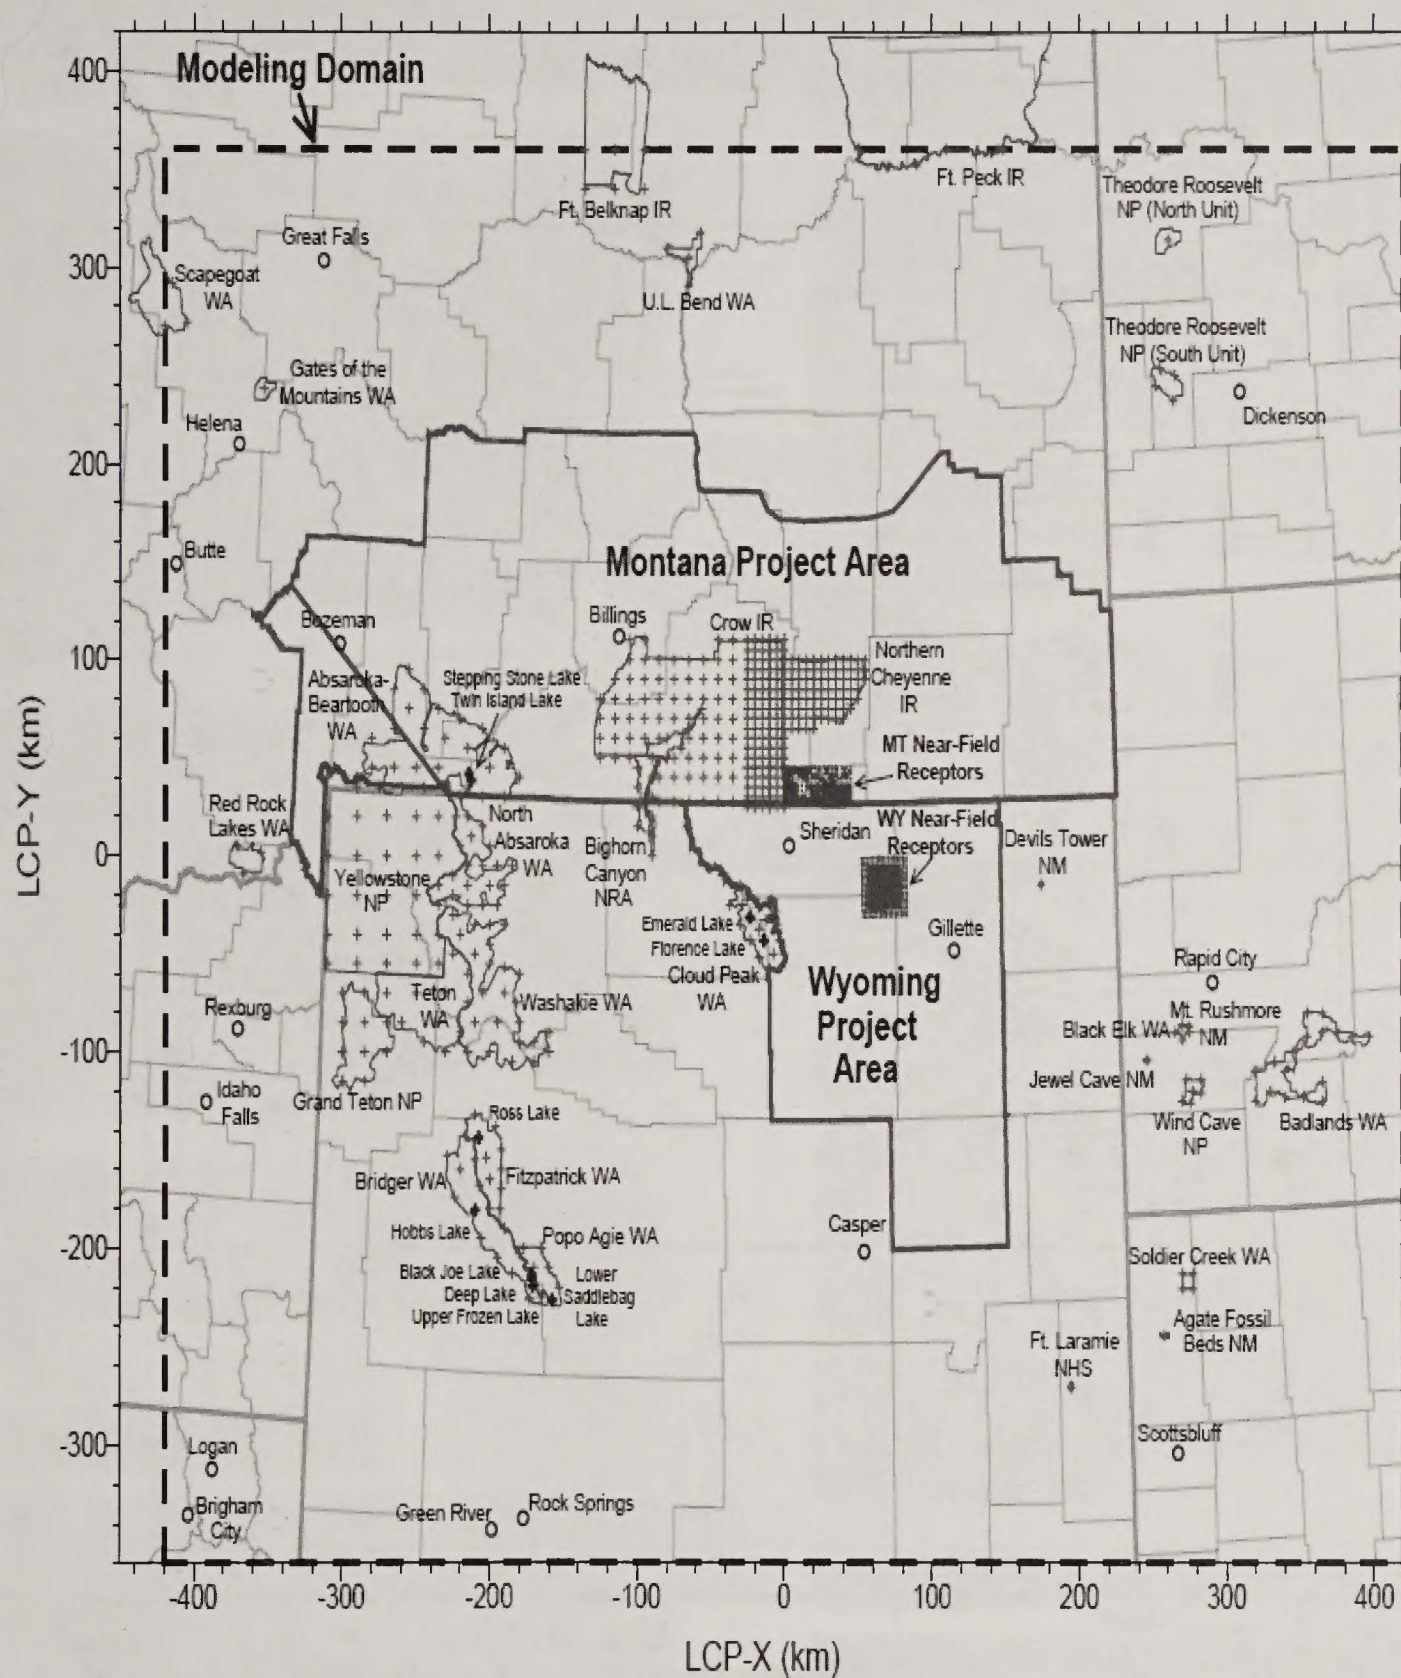 Modeling Domain
400
300
200
100
0
-100
-200
-300
LCP-Y (km)
Ft. Peck IR
Theodore Roosevelt
NP (North Unit)
Ft. Belknap IR
Great Falls
Scapegoat
WA
U.L. Bend WA
Theodore Roosevelt
NP (South Unit)
Gates of the
Mountains WA
Dickenson
Helena
Butte
Montana Project Area
Bozeman
Billings
Crow IR
Northern
Cheyenne
IR
Absaroka-
Beartooth
WA
Stepping Stone Lake
Twin Island Lake
MT Near-Field
Receptors
Red Rock
Lakes WA
North
Absaroka
WA
Bighorn
Canyon
NRA
Sheridan
WY Near-Field
Receptors
Devils Tower
NM
Yellowstone
NP
Emerald Lake
Florence Lake
Cloud Peak
WA
Gillette
Rapid City
Teton
WA
Washakie WA
Wyoming
Project
Area
Rexburg
Mt. Rushmore
NM
Black Elk WA
Jewel Cave NM
Idaho
Falls
Grand Teton NP
Ross Lake
Wind Cave
NP
Badlands WA
Bridger WA
Fitzpatrick WA
Hobbs Lake
Popo Agie WA
Casper
Black Joe Lake
Deep Lake
Upper Frozen Lake
Lower
Saddlebag
Lake
Soldier Creek WA
Agate Fossil
Beds NM
Ft. Laramie
NHS
Scottsbluff
Logan
Brigham
City
Green River
Rock Springs
-400
-300
-200
-100
0
100
200
300
400
LCP-X (km)